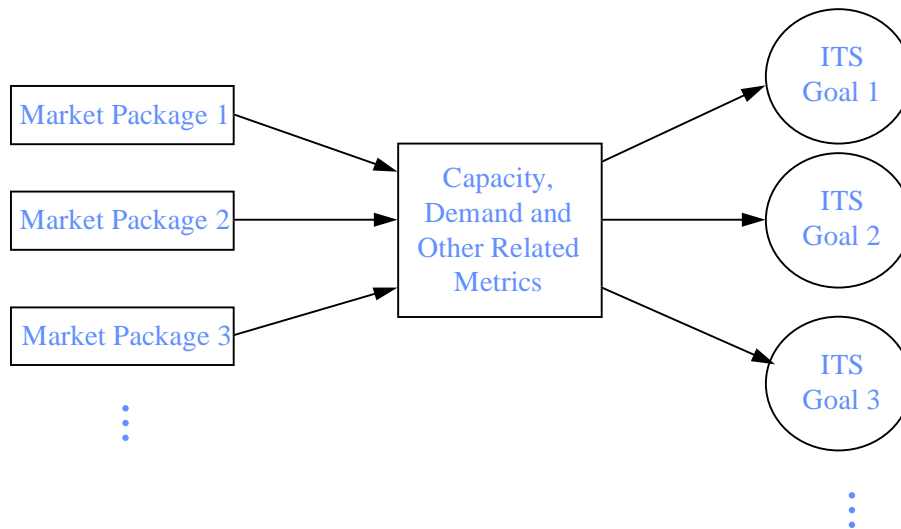 Market Package 1
Market Package 2
Market Package 3
Capacity,
Demand and
Other Related
Metrics
ITS
Goal 1
ITS
Goal 2
ITS
Goal 3